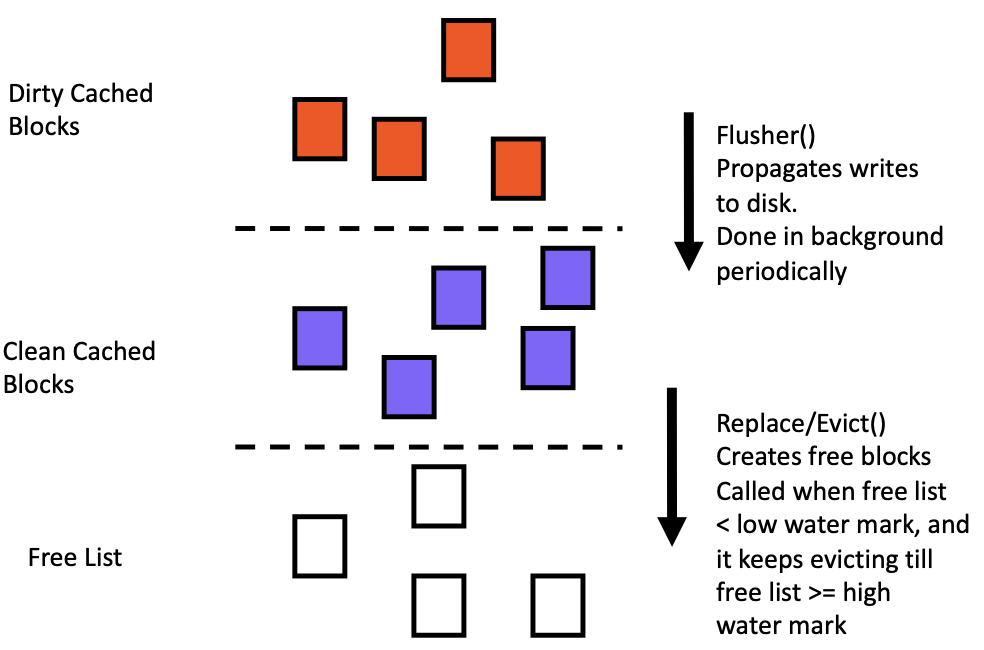 Dirty Cached
Blocks
Flusher()
Propagates writes
to disk.
Done in background
periodically
Clean Cached
Blocks
Replace/Evict()
Creates free blocks
Called when free list
< low water mark, and
it keeps evicting till
free list >= high
water mark
Free List